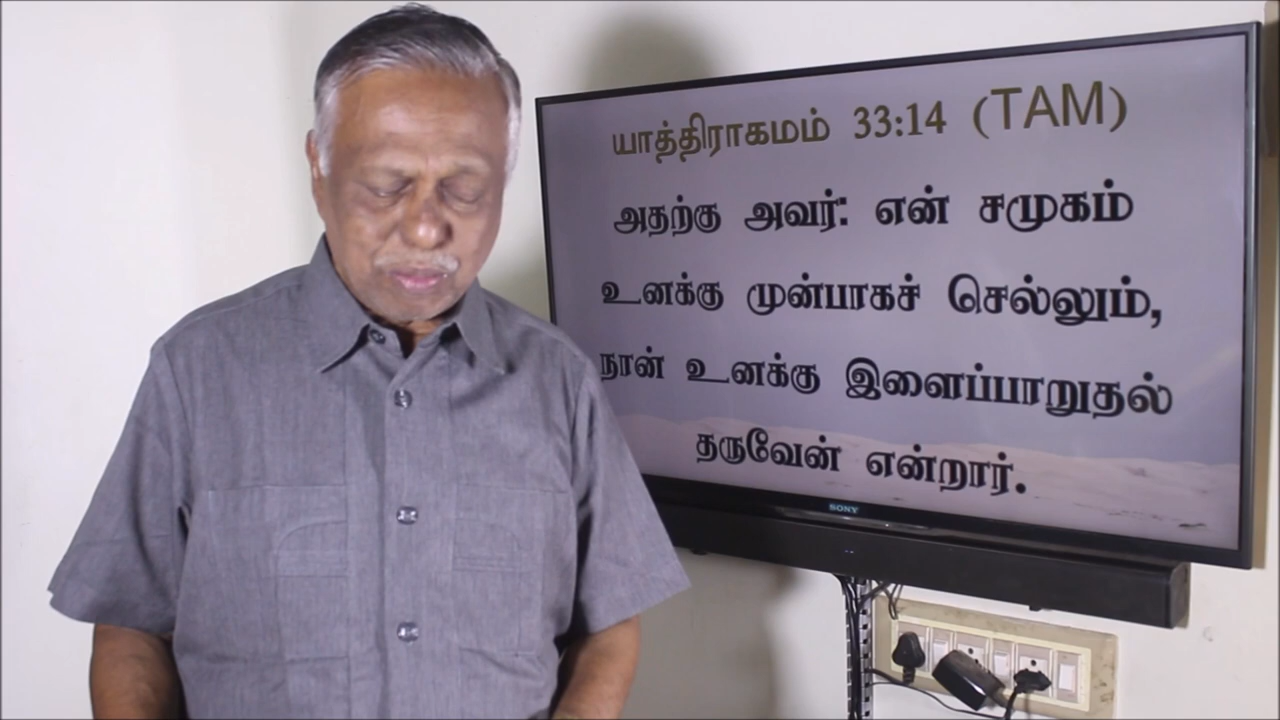 யாத்திராகமம் 33:14 (TAM)
அதற்கு அவர்: என் சமுகம்
உனக்கு முன்பாகச் செல்லும்,
நான் உனக்கு இளைப்பாறுதல்
தருவேன் என்றார்.
SONY